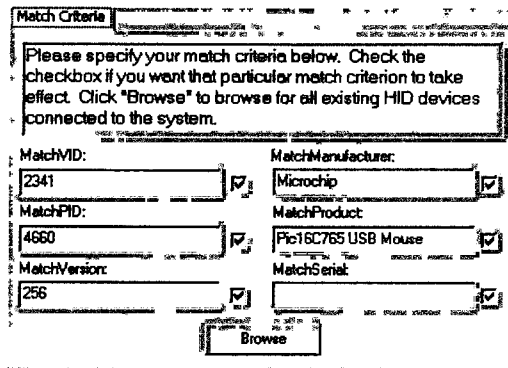 Match Criteria
Please specify your match criteria below. Check the
checkbox if you want that particular match criterion to take
effect. Click "Browse" to browse for all existing HID devices
connected to the system.
MatchVID:
MatchManufacturer:
2341
Microchip
MatchPID:
MatchProduct:
4660
Pic16C765 USB Mouse
MatchVersion:
MatchSerial:
256
Browse